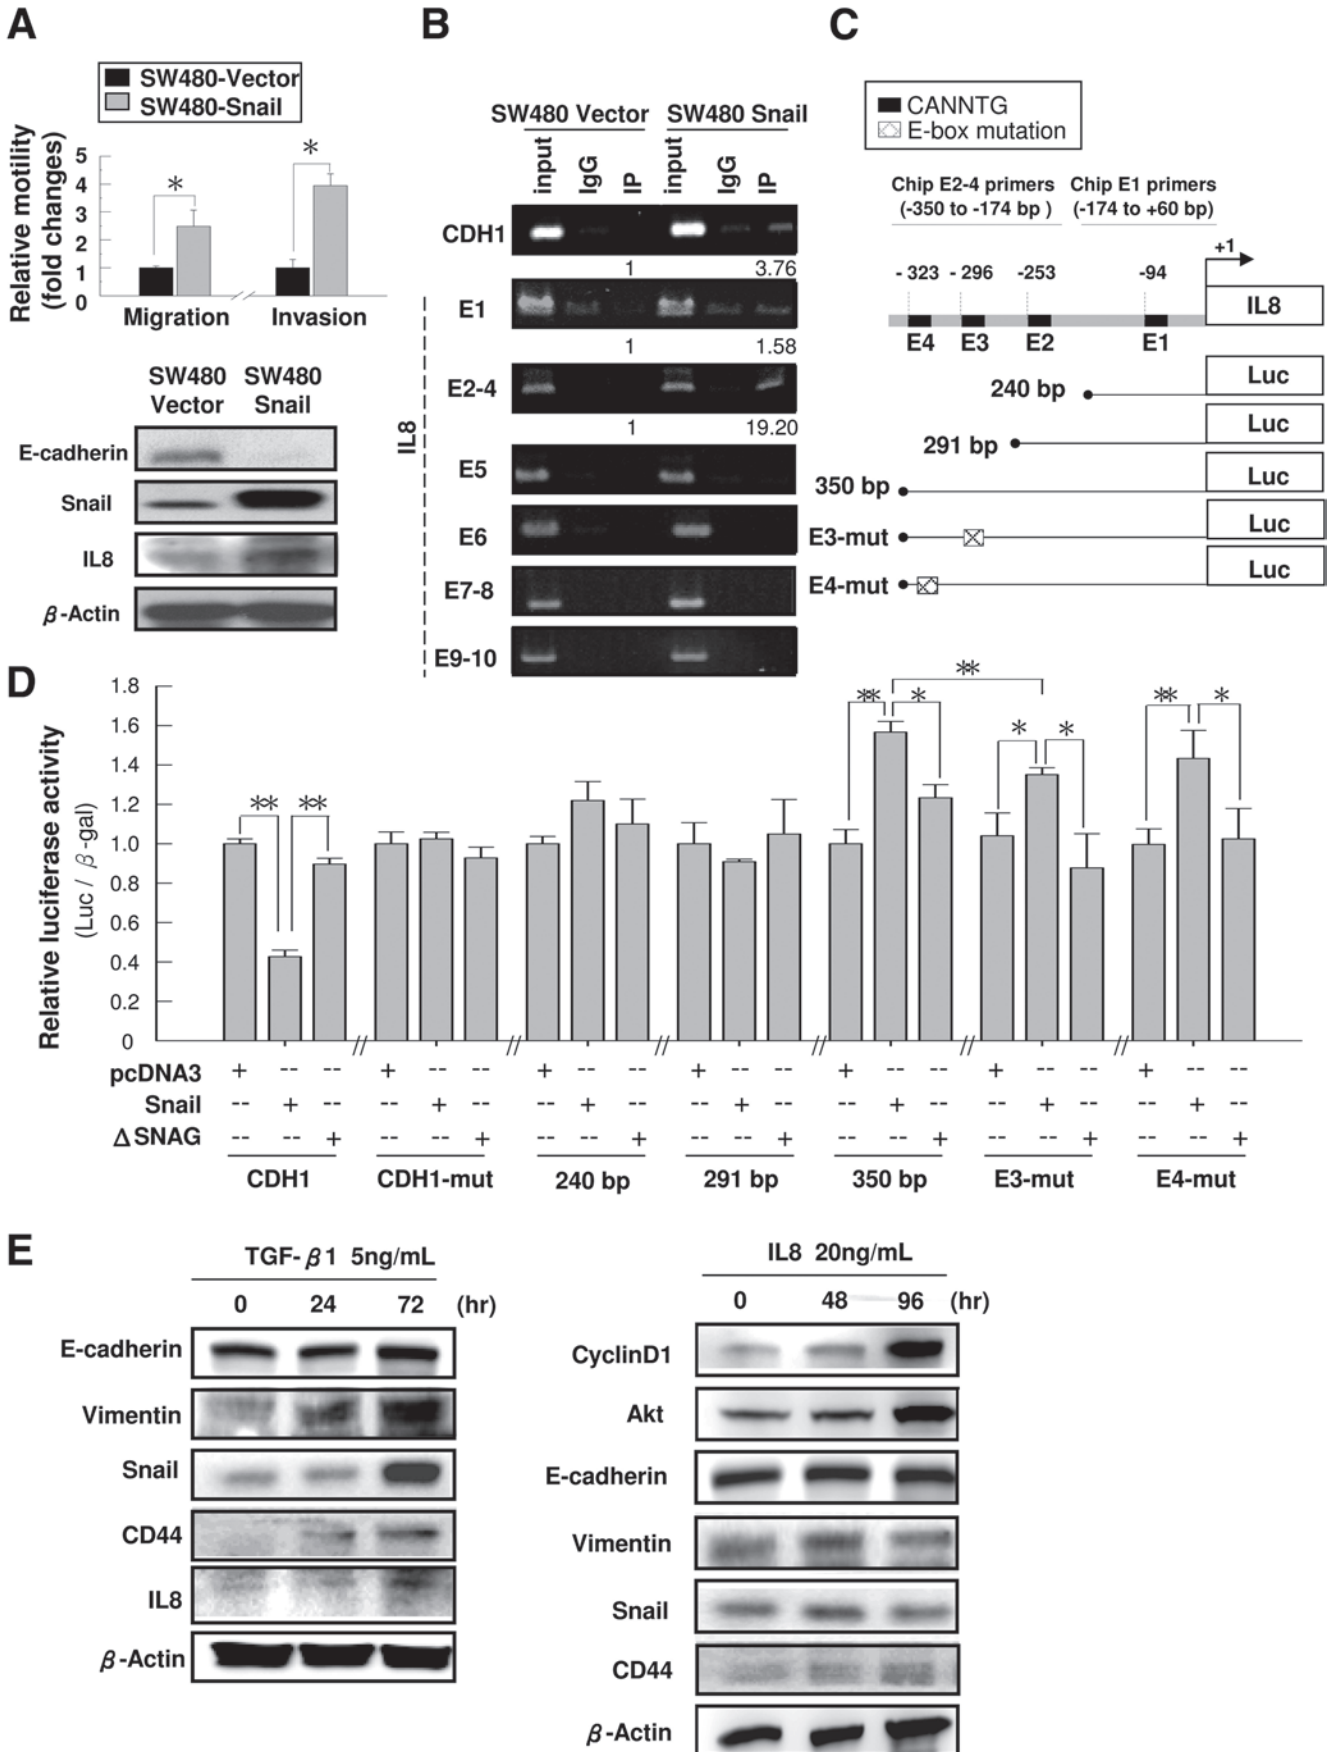 A
SW480-Vector
SW480-Snail
Relative motility
(fold changes)
5
4
3
2
1
0
*
*
Migration
Invasion
SW480 Vector
SW480 Snail
E-cadherin
Snail
IL8
β-Actin
B
SW480 Vector
SW480 Snail
input IgG IP input IgG IP
CDH1
1 3.76
E1
1 1.58
E2-4
1 19.20
E5
E6
E7-8
E9-10
IL8
C
CANNTG
E-box mutation
Chip E2-4 primers
(-350 to -174 bp )
Chip E1 primers
(-174 to +60 bp)
+1
- 323 - 296 -253 -94
IL8
E4 E3 E2 E1
240 bp Luc
291 bp Luc
350 bp Luc
E3-mut Luc
E4-mut Luc
D
Relative luciferase activity
(Luc / β-gal)
1.8
1.6
1.4
1.2
1.0
0.8
0.6
0.4
0.2
0
** ** ** * ** * * ** *
pcDNA3 + -- -- + -- -- + -- -- + -- -- + -- -- + -- -- + -- --
Snail -- + -- -- + -- -- + -- -- + -- -- + -- -- + -- -- + --
ΔSNAG -- -- + -- -- + -- -- + -- -- + -- -- + -- -- + -- -- +
CDH1 CDH1-mut 240 bp 291 bp 350 bp E3-mut E4-mut
E
TGF-β1 5ng/mL
0 24 72 (hr)
E-cadherin
Vimentin
Snail
CD44
IL8
β-Actin
IL8 20ng/mL
0 48 96 (hr)
CyclinD1
Akt
E-cadherin
Vimentin
Snail
CD44
β-Actin